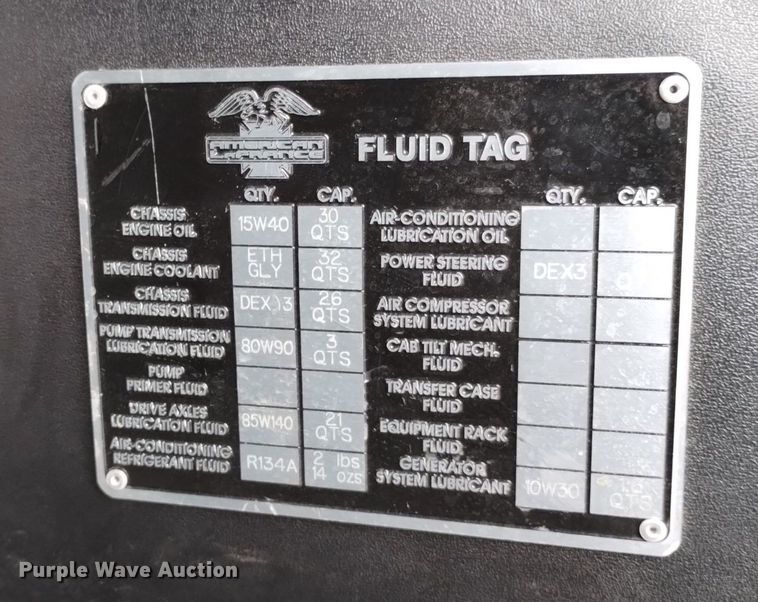 AMERICAN
LAFRANCE
FLUID TAG
QTY. CAP.
CHASSIS
ENGINE OIL
15W40
30
QTS
CHASSIS
ENGINE COOLANT
ETH
GLY
32
QTS
CHASSIS
TRANSMISSION FLUID
DEX 3
26
QTS
PUMP TRANSMISSION
LUBRICATION FLUID
80W90
3
QTS
PUMP
PRIMER FLUID
DRIVE AXLES
LUBRICATION FLUID
85W140
21
QTS
AIR-CONDITIONING
REFRIGERANT FLUID
R134A
2 lbs
14 ozs
QTY. CAP.
AIR-CONDITIONING
LUBRICATION OIL
POWER STEERING
FLUID
DEX3
AIR COMPRESSOR
SYSTEM LUBRICANT
CAB TILT MECH.
FLUID
TRANSFER CASE
FLUID
EQUIPMENT RACK
FLUID
GENERATOR
SYSTEM LUBRICANT
10W30
QTS
Purple Wave Auction